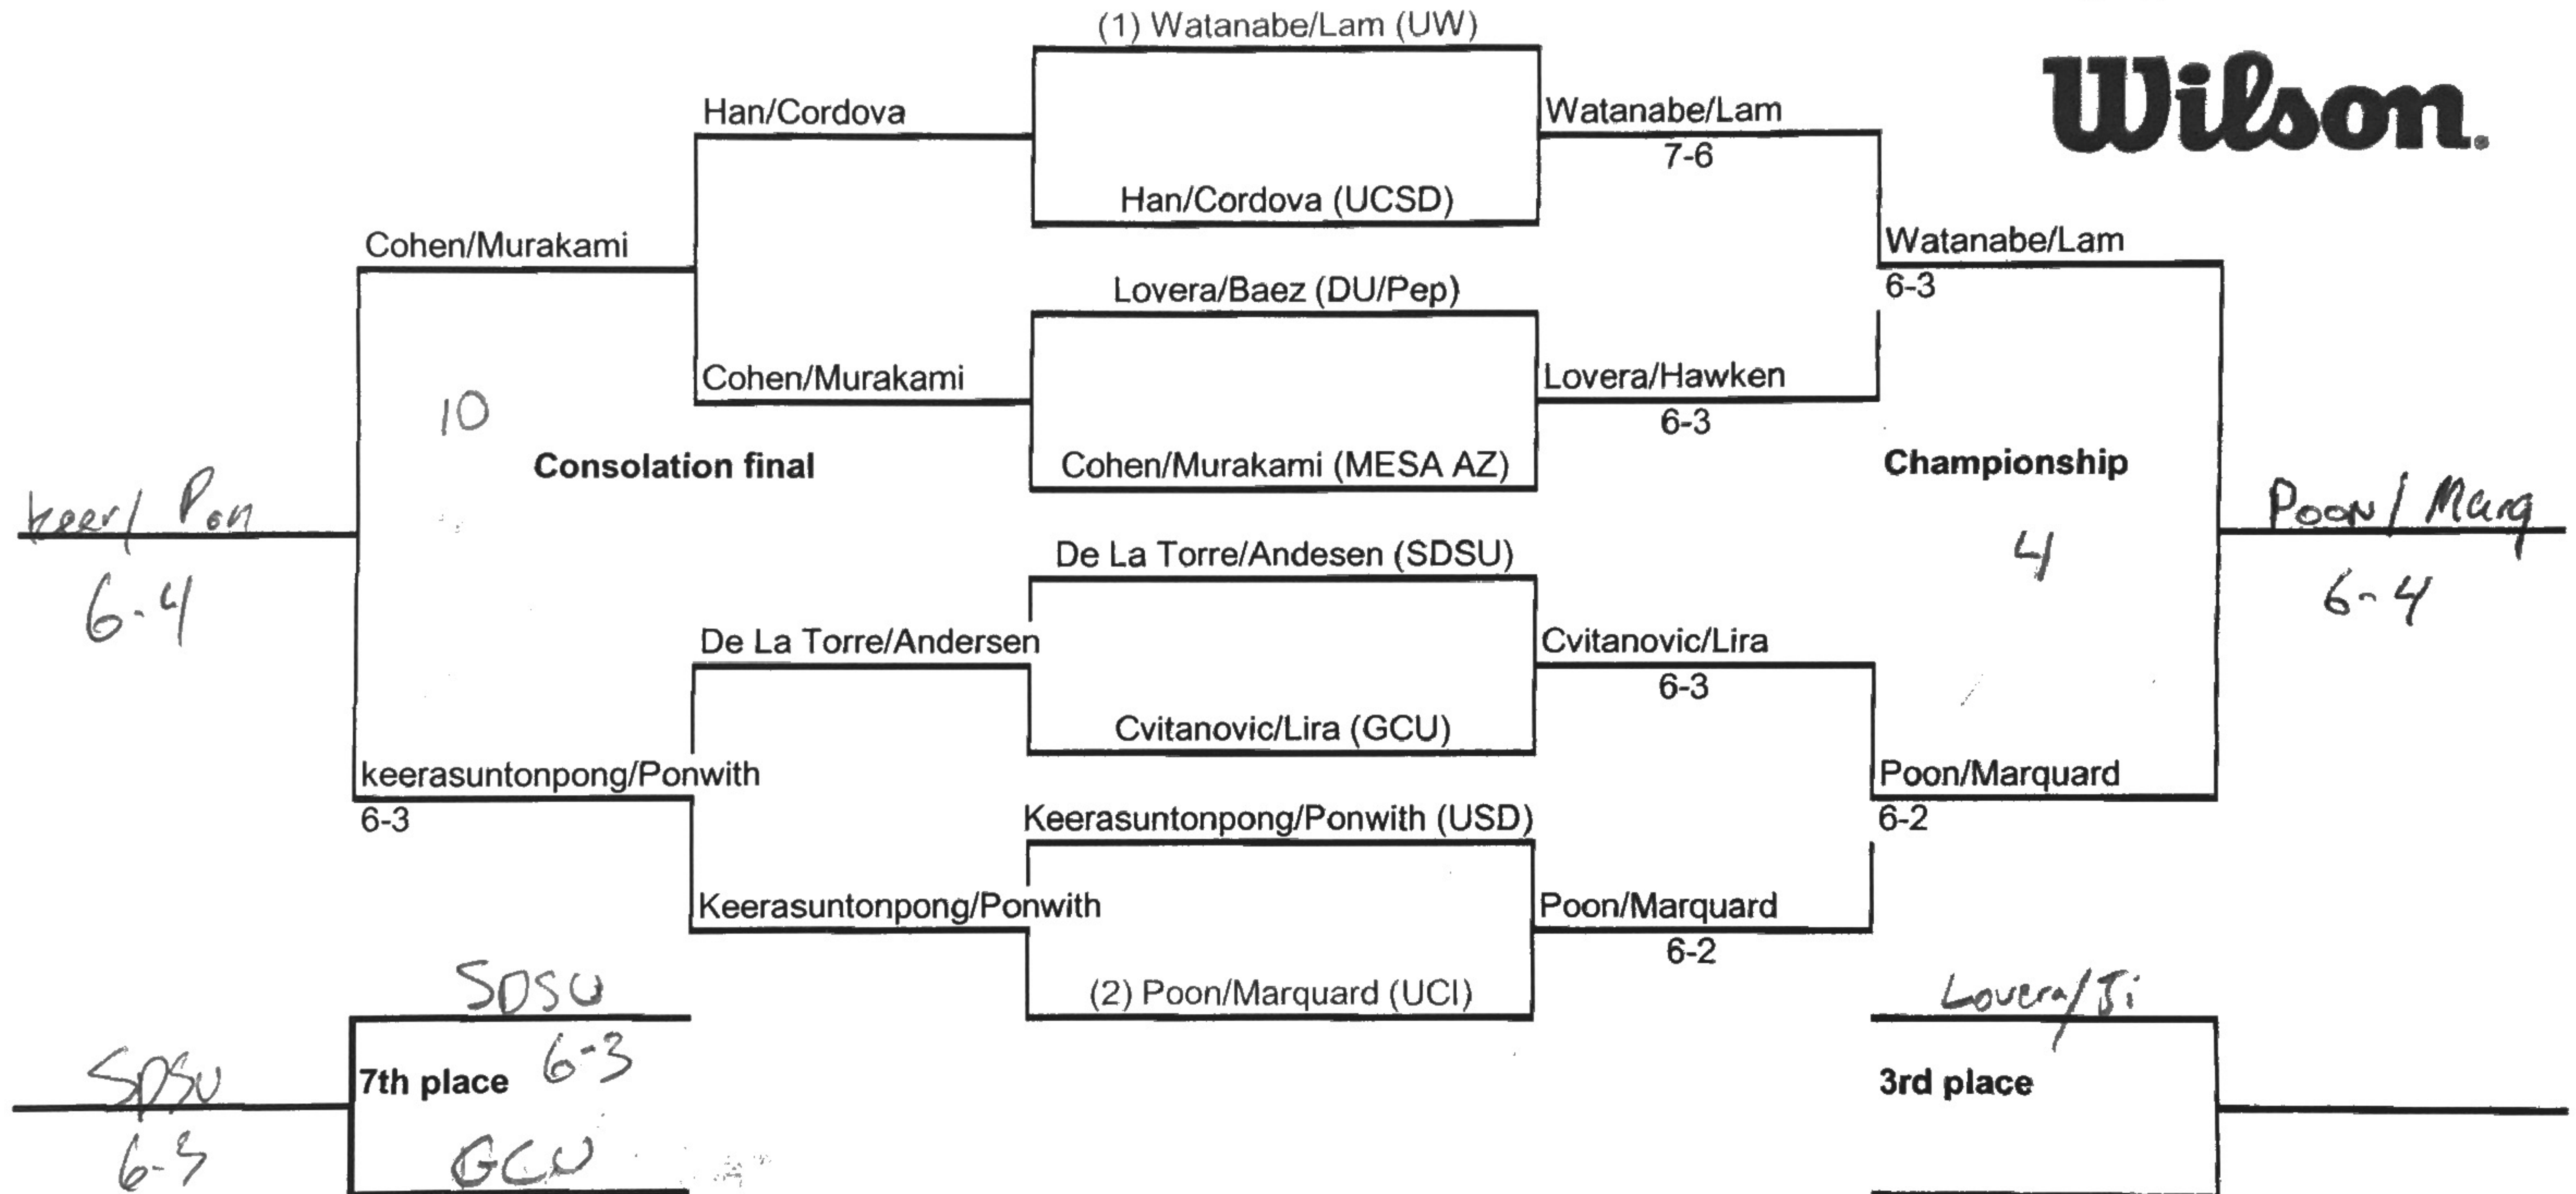 (1) Watanabe/Lam (UW)
Wilson.
Han/Cordova
Watanabe/Lam
7-6
Han/Cordova (UCSD)
Cohen/Murakami
Watanabe/Lam
6-3
Lovera/Baez (DU/Pep)
Cohen/Murakami
Lovera/Hawken
6-3
10
Consolation final
Cohen/Murakami (MESA AZ)
Championship
keer/ Pon
Poon/ Marq
De La Torre/Andesen (SDSU)
4
6-4
6-4
De La Torre/Andersen
Cvitanovic/Lira
6-3
Cvitanovic/Lira (GCU)
keerasuntonpong/Ponwith
6-3
Poon/Marquard
6-2
Keerasuntonpong/Ponwith (USD)
Keerasuntonpong/Ponwith
Poon/Marquard
6-2
SDSU
(2) Poon/Marquard (UCI)
Lovera/Ji
6-3
SDSU
7th place
3rd place
6-3
GCU